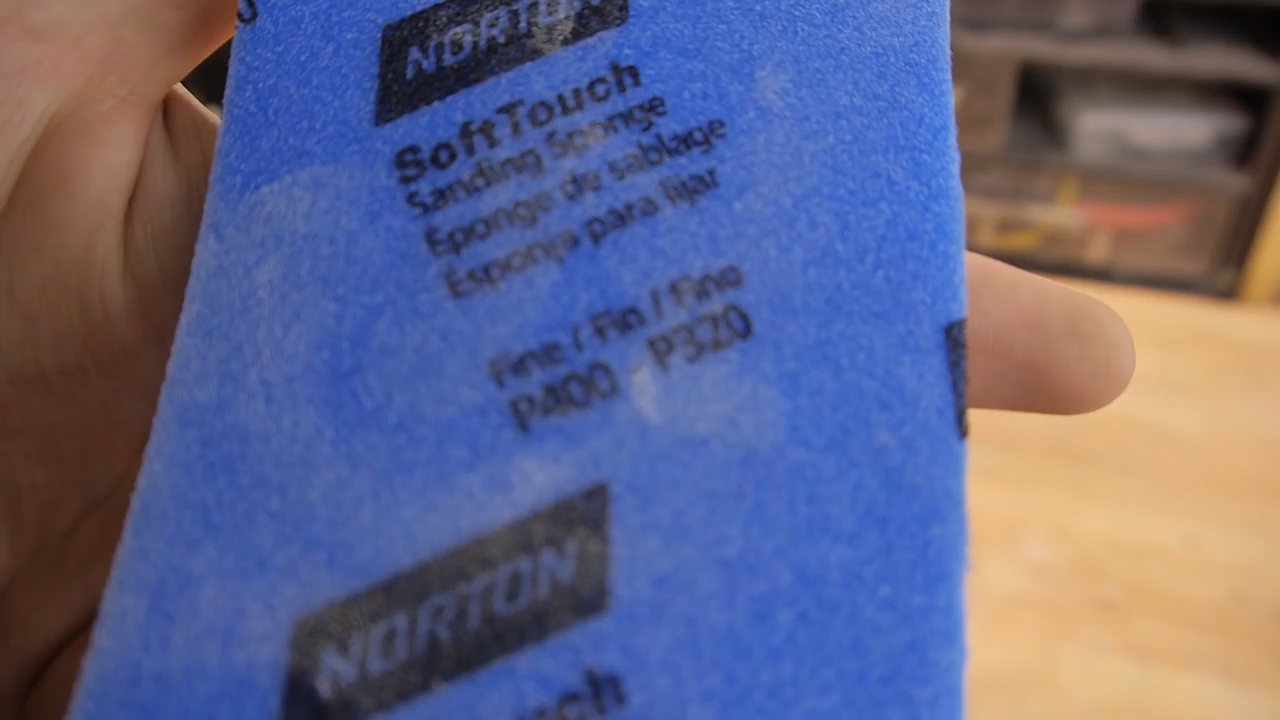 NORTON
SoftTouch
Sanding Sponge
Éponge de sablage
Esponja para lijar
Fine / Fin / Fino
P400 - P320
NORTON